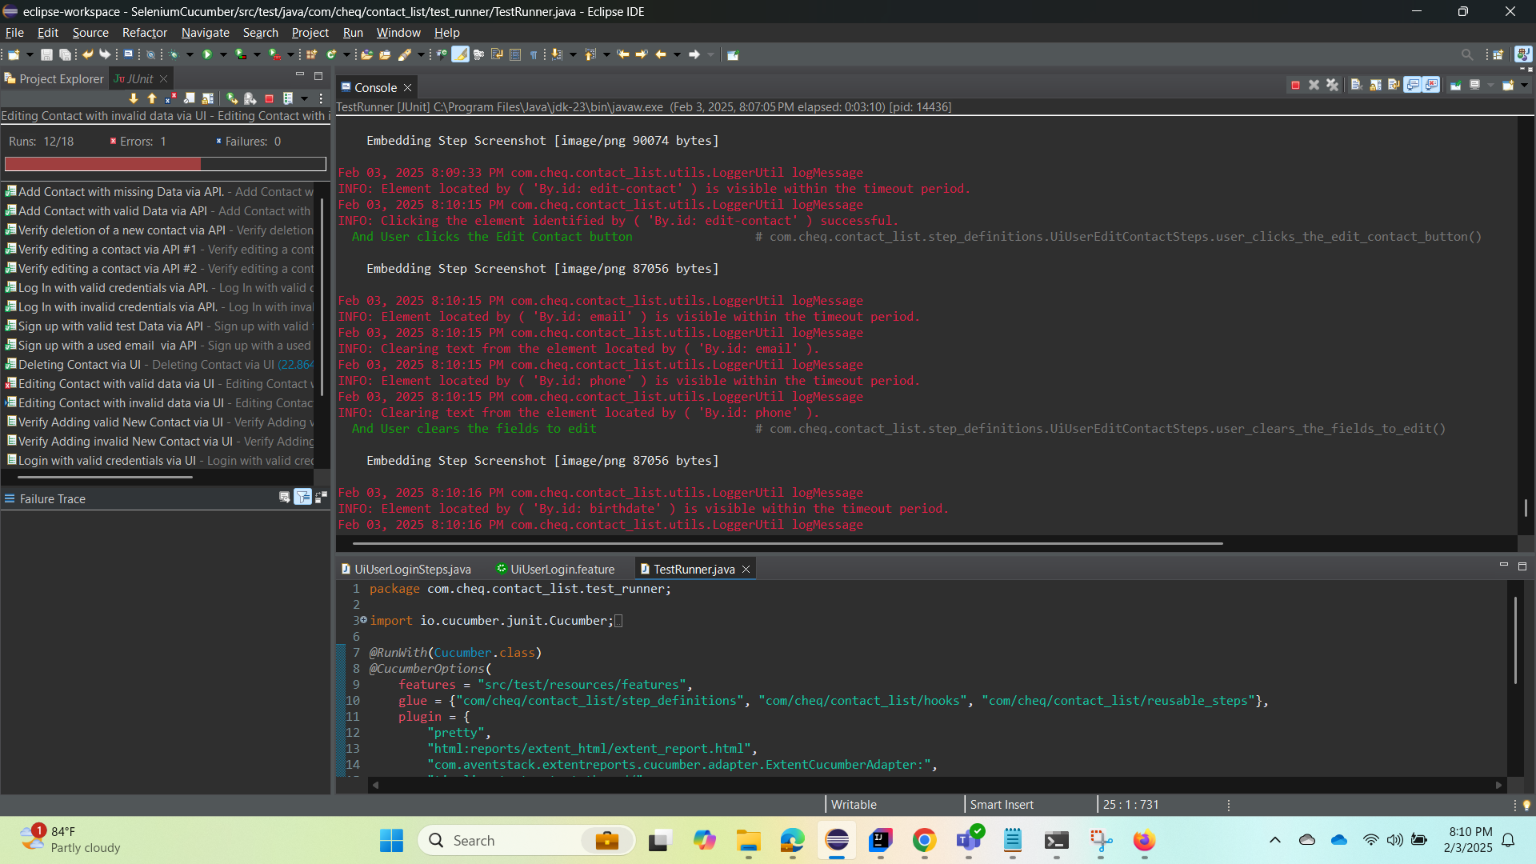 eclipse-workspace - SeleniumCucumber/src/test/java/com/cheq/contact_list/test_runner/TestRunner.java - Eclipse IDE
File Edit Source Refactor Navigate Search Project Run Window Help
Project Explorer JUnit
Editing Contact with invalid data via UI - Editing Contact with i
Runs: 12/18 Errors: 1 Failures: 0
Add Contact with missing Data via API. - Add Contact w
Add Contact with valid Data via API - Add Contact with
Verify deletion of a new contact via API - Verify deletion
Verify editing a contact via API #1 - Verify editing a cont
Verify editing a contact via API #2 - Verify editing a cont
Log In with valid credentials via API. - Log In with valid c
Log In with invalid credentials via API. - Log In with inva
Sign up with valid test Data via API - Sign up with valid
Sign up with a used email  via API - Sign up with a used
Deleting Contact via UI - Deleting Contact via UI (22.864
Editing Contact with valid data via UI - Editing Contact
Editing Contact with invalid data via UI - Editing Contac
Verify Adding valid New Contact via UI - Verify Adding v
Verify Adding invalid New Contact via UI - Verify Adding
Login with valid credentials via UI - Login with valid cred
Failure Trace
Console
TestRunner [JUnit] C:\Program Files\Java\jdk-23\bin\javaw.exe (Feb 3, 2025, 8:07:05 PM elapsed: 0:03:10) [pid: 14436]
Embedding Step Screenshot [image/png 90074 bytes]
Feb 03, 2025 8:09:33 PM com.cheq.contact_list.utils.LoggerUtil logMessage
INFO: Element located by ( 'By.id: edit-contact' ) is visible within the timeout period.
Feb 03, 2025 8:10:15 PM com.cheq.contact_list.utils.LoggerUtil logMessage
INFO: Clicking the element identified by ( 'By.id: edit-contact' ) successful.
And User clicks the Edit Contact button # com.cheq.contact_list.step_definitions.UiUserEditContactSteps.user_clicks_the_edit_contact_button()
Embedding Step Screenshot [image/png 87056 bytes]
Feb 03, 2025 8:10:15 PM com.cheq.contact_list.utils.LoggerUtil logMessage
INFO: Element located by ( 'By.id: email' ) is visible within the timeout period.
Feb 03, 2025 8:10:15 PM com.cheq.contact_list.utils.LoggerUtil logMessage
INFO: Clearing text from the element located by ( 'By.id: email' ).
Feb 03, 2025 8:10:15 PM com.cheq.contact_list.utils.LoggerUtil logMessage
INFO: Element located by ( 'By.id: phone' ) is visible within the timeout period.
Feb 03, 2025 8:10:15 PM com.cheq.contact_list.utils.LoggerUtil logMessage
INFO: Clearing text from the element located by ( 'By.id: phone' ).
And User clears the fields to edit # com.cheq.contact_list.step_definitions.UiUserEditContactSteps.user_clears_the_fields_to_edit()
Embedding Step Screenshot [image/png 87056 bytes]
Feb 03, 2025 8:10:16 PM com.cheq.contact_list.utils.LoggerUtil logMessage
INFO: Element located by ( 'By.id: birthdate' ) is visible within the timeout period.
Feb 03, 2025 8:10:16 PM com.cheq.contact_list.utils.LoggerUtil logMessage
UiUserLoginSteps.java UiUserLogin.feature TestRunner.java
1 package com.cheq.contact_list.test_runner;
2
3 import io.cucumber.junit.Cucumber;
6
7 @RunWith(Cucumber.class)
8 @CucumberOptions(
9 features = "src/test/resources/features",
10 glue = {"com/cheq/contact_list/step_definitions", "com/cheq/contact_list/hooks", "com/cheq/contact_list/reusable_steps"},
11 plugin = {
12 "pretty",
13 "html:reports/extent_html/extent_report.html",
14 "com.aventstack.extentreports.cucumber.adapter.ExtentCucumberAdapter:",
Writable Smart Insert 25 : 1 : 731
1
84°F
Partly cloudy
Search
8:10 PM
2/3/2025